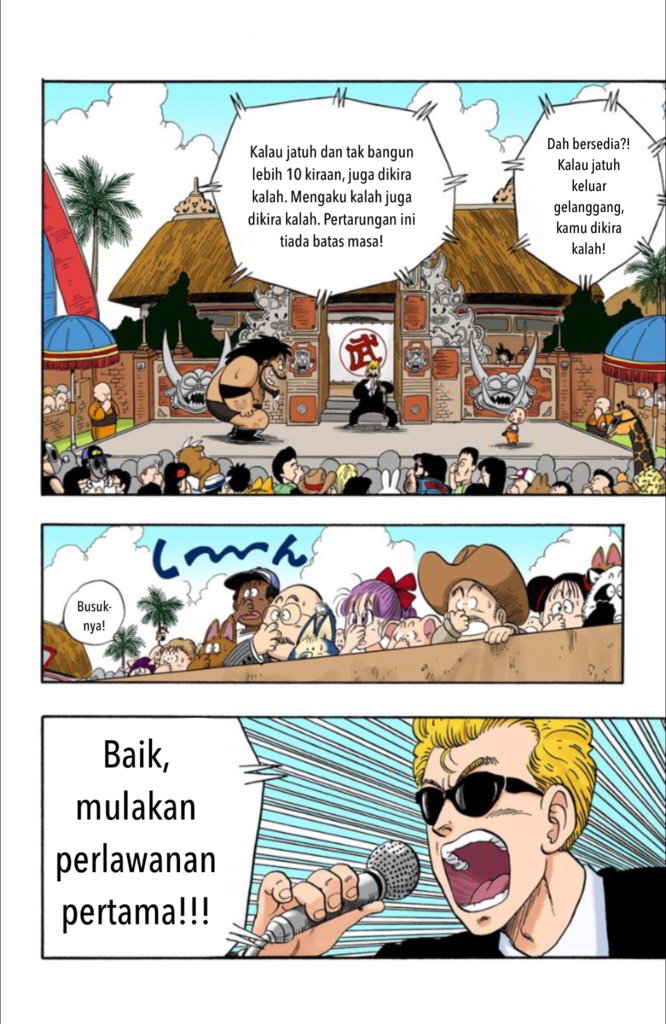 Dah bersedia?!
Kalau jatuh
keluar
gelanggang,
kamu dikira
kalah!
Kalau jatuh dan tak bangun
lebih 10 kiraan, juga dikira
kalah. Mengaku kalah juga
dikira kalah. Pertarungan ini
tiada batas masa!
武
し〜〜ん
Busuk-
nya!
Baik,
mulakan
perlawanan
pertama!!!